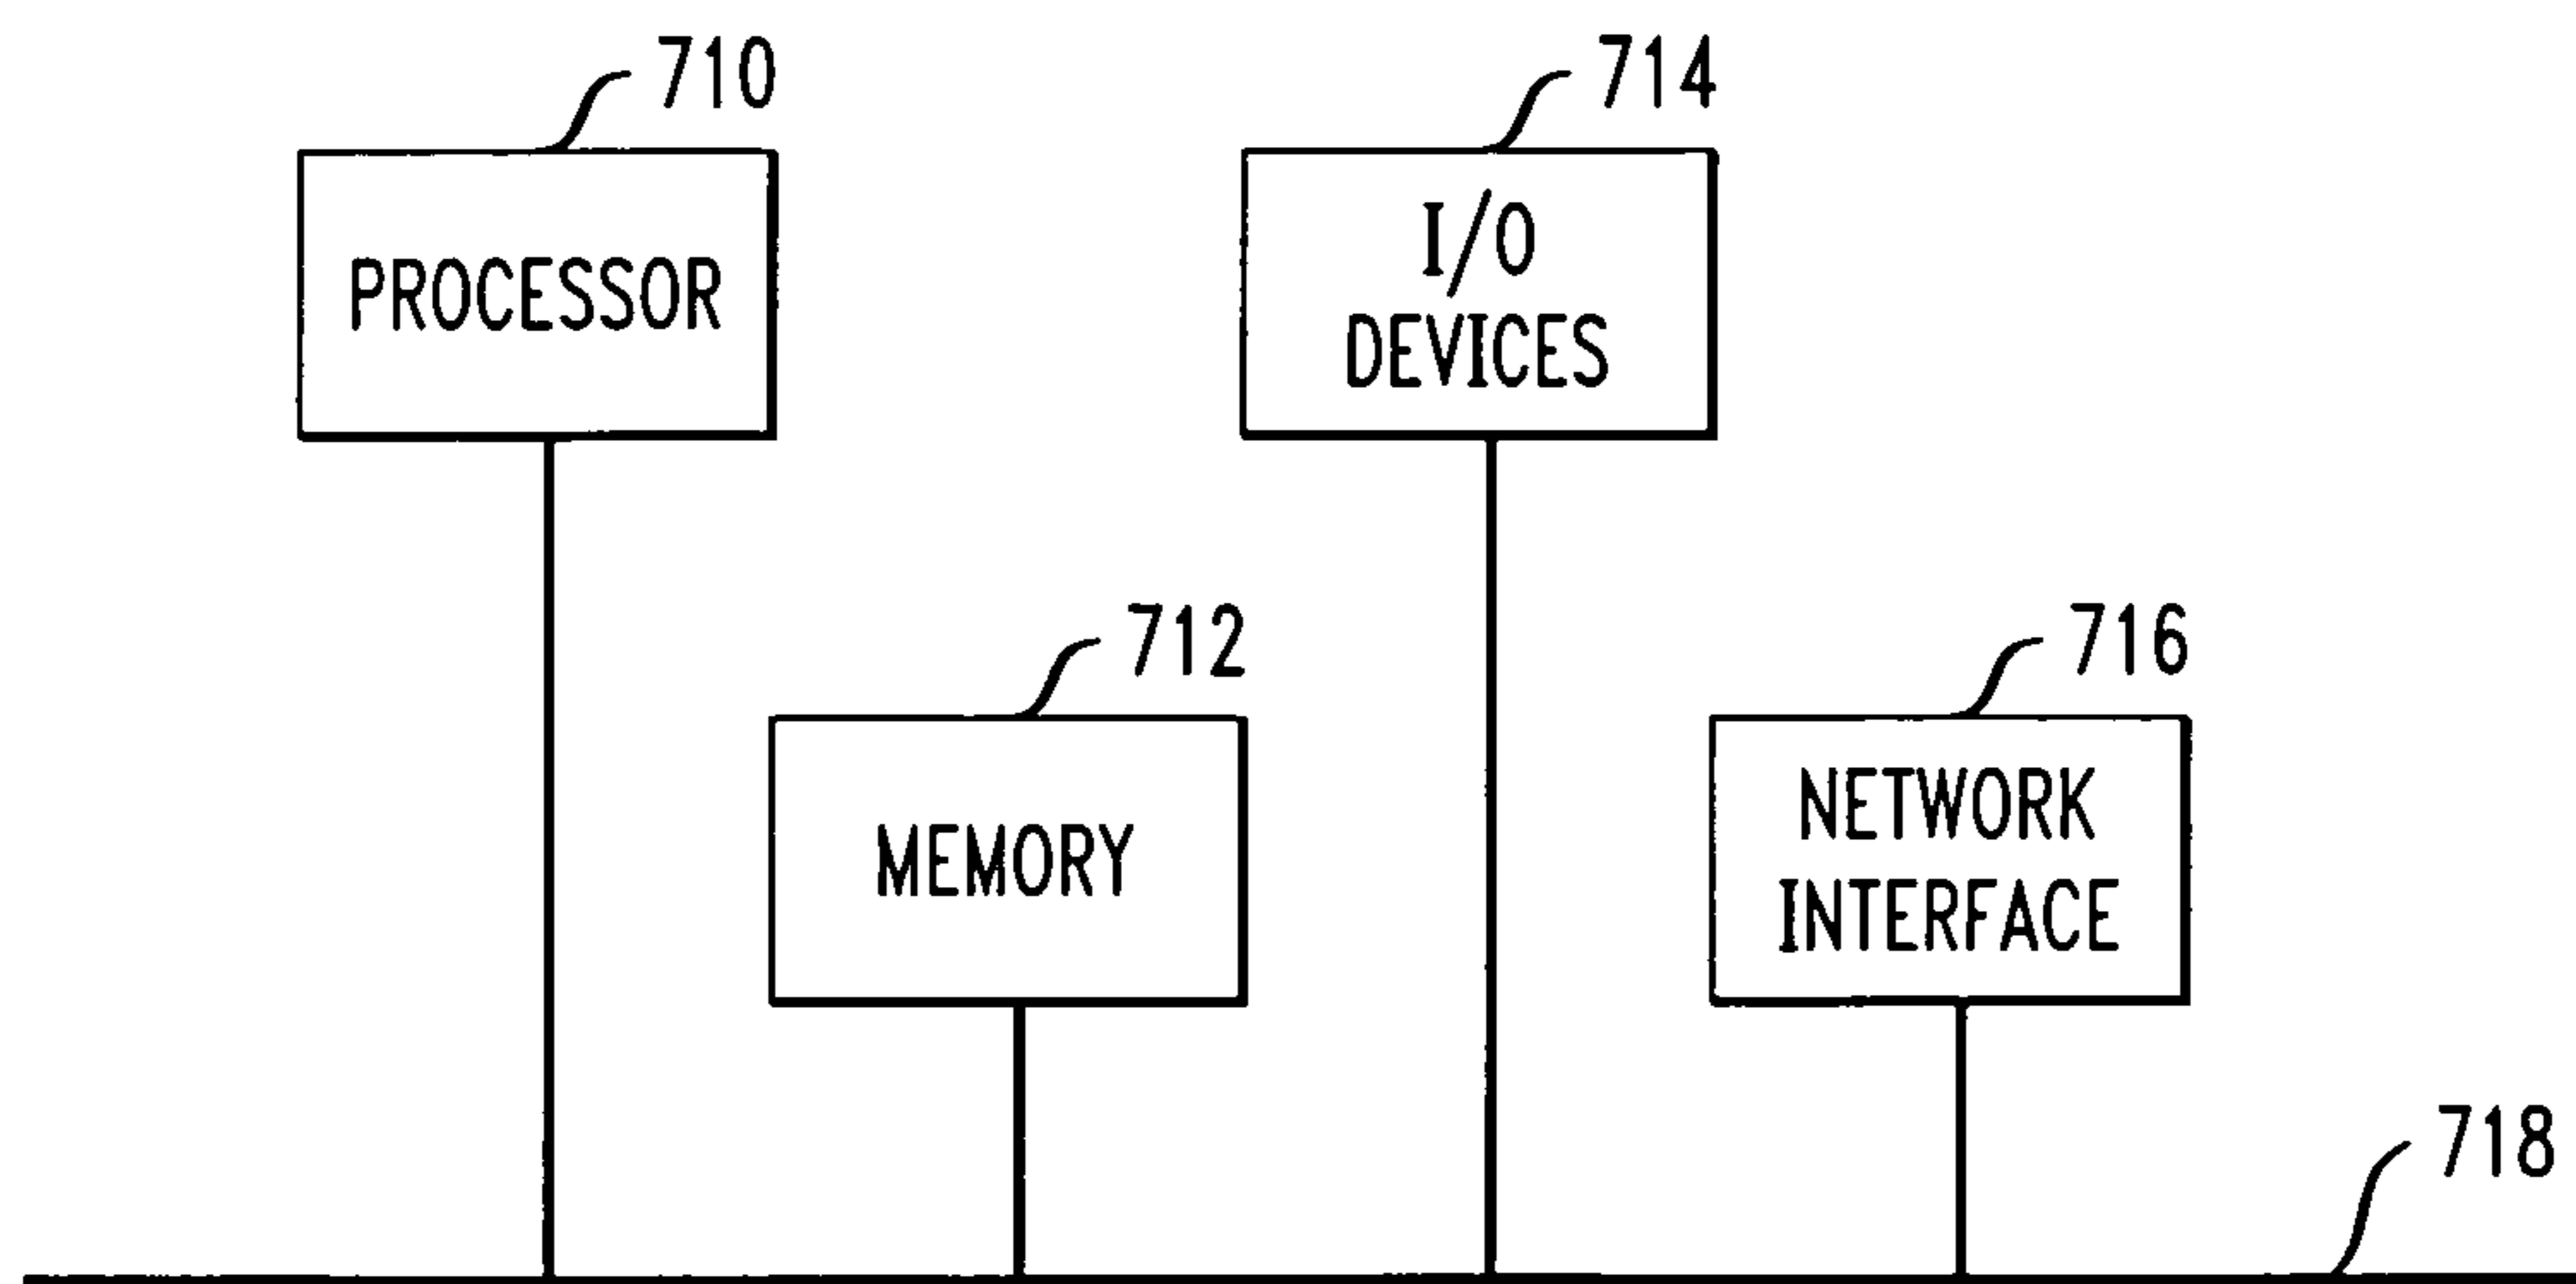 710
PROCESSOR
714
I/O
DEVICES
712
MEMORY
716
NETWORK
INTERFACE
718